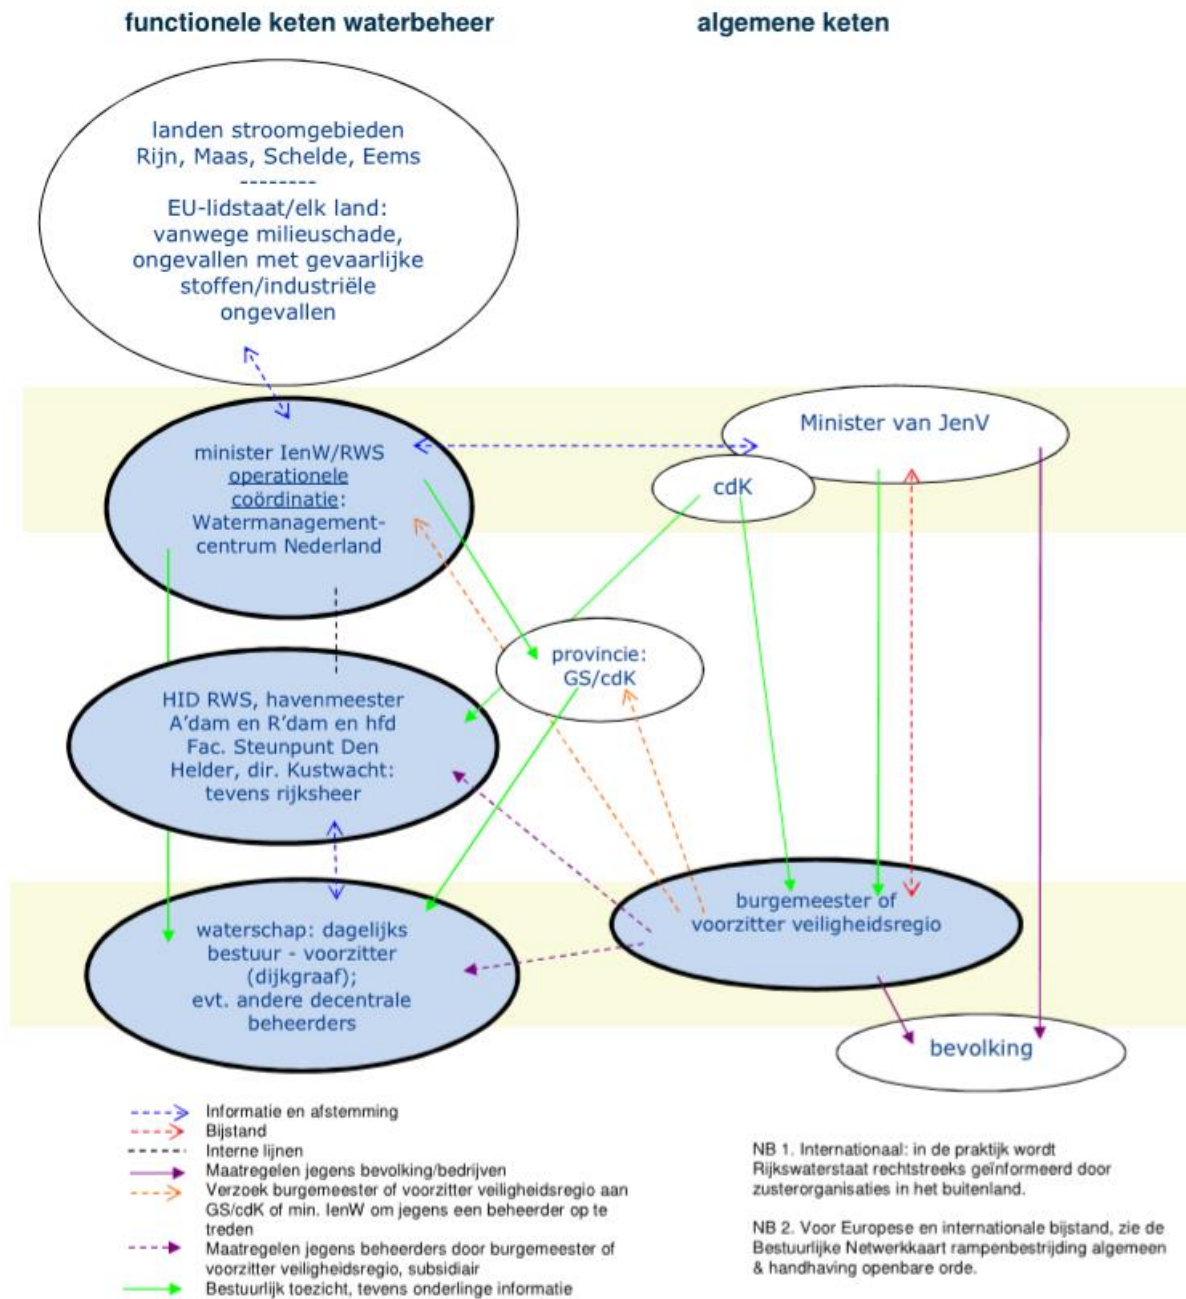 functionele keten waterbeheer
algemene keten
landen stroomgebieden
Rijn, Maas, Schelde, Eems
--------
EU-lidstaat/elk land:
vanwege milieuschade,
ongevallen met gevaarlijke
stoffen/industriële
ongevallen
minister IenW/RWS
operationele
coördinatie:
Watermanagement-
centrum Nederland
Minister van JenV
cdK
provincie:
GS/cdK
HID RWS, havenmeester
A'dam en R'dam en hfd
Fac. Steunpunt Den
Helder, dir. Kustwacht:
tevens rijksheer
waterschap: dagelijks
bestuur - voorzitter
(dijkgraaf);
evt. andere decentrale
beheerders
burgemeester of
voorzitter veiligheidsregio
bevolking
Informatie en afstemming
Bijstand
Interne lijnen
Maatregelen jegens bevolking/bedrijven
Verzoek burgemeester of voorzitter veiligheidsregio aan
GS/cdK of min. IenW om jegens een beheerder op te
treden
Maatregelen jegens beheerders door burgemeester of
voorzitter veiligheidsregio, subsidiair
Bestuurlijk toezicht, tevens onderlinge informatie
NB 1. Internationaal: in de praktijk wordt
Rijkswaterstaat rechtstreeks geïnformeerd door
zusterorganisaties in het buitenland.
NB 2. Voor Europese en internationale bijstand, zie de
Bestuurlijke Netwerkkaart rampenbestrijding algemeen
& handhaving openbare orde.